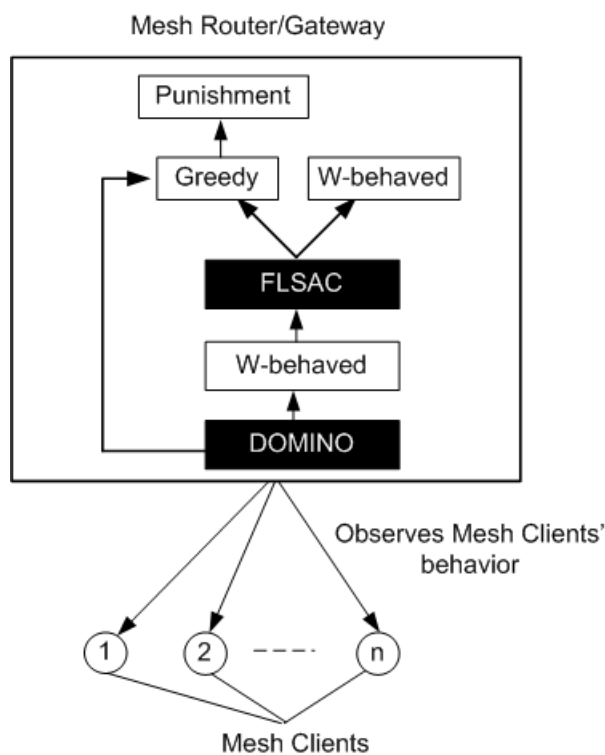 Mesh Router/Gateway
Punishment
Greedy
W-behaved
FLSAC
W-behaved
DOMINO
Observes Mesh Clients'
behavior
1
2
n
Mesh Clients